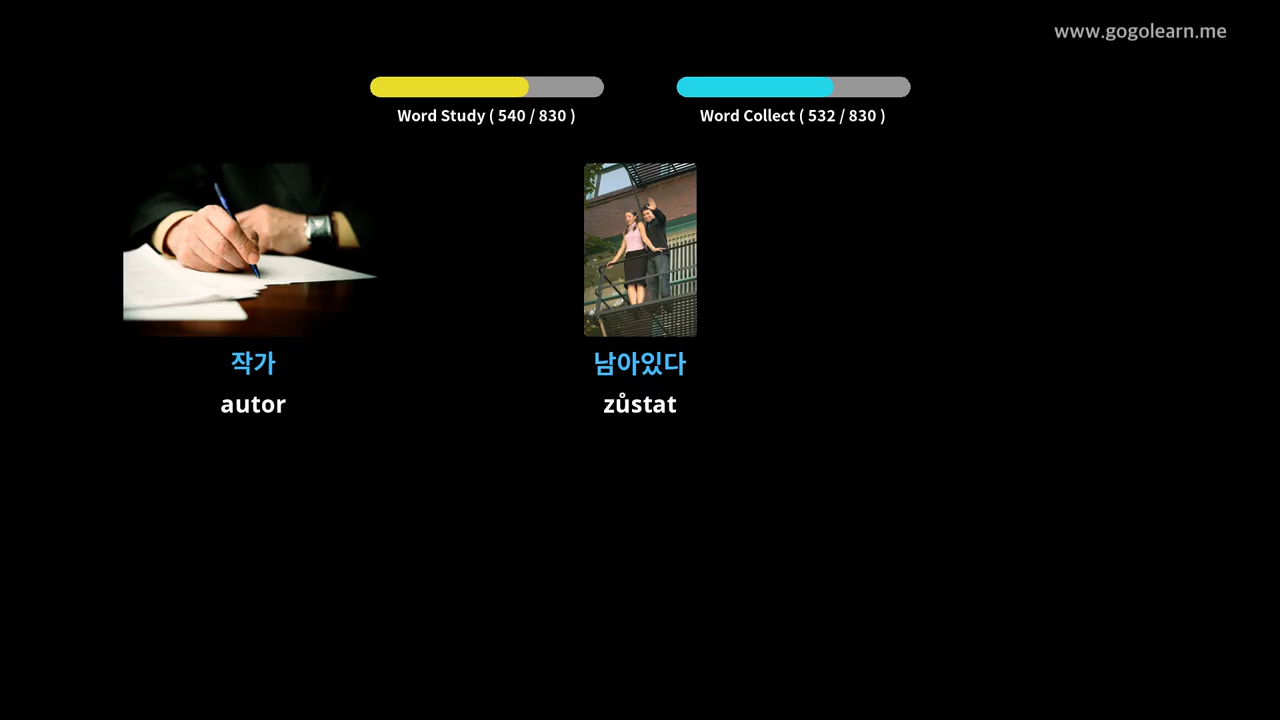 www.gogolearn.me
Word Study ( 540 / 830 )
Word Collect ( 532 / 830 )
작가
autor
남아있다
zůstat